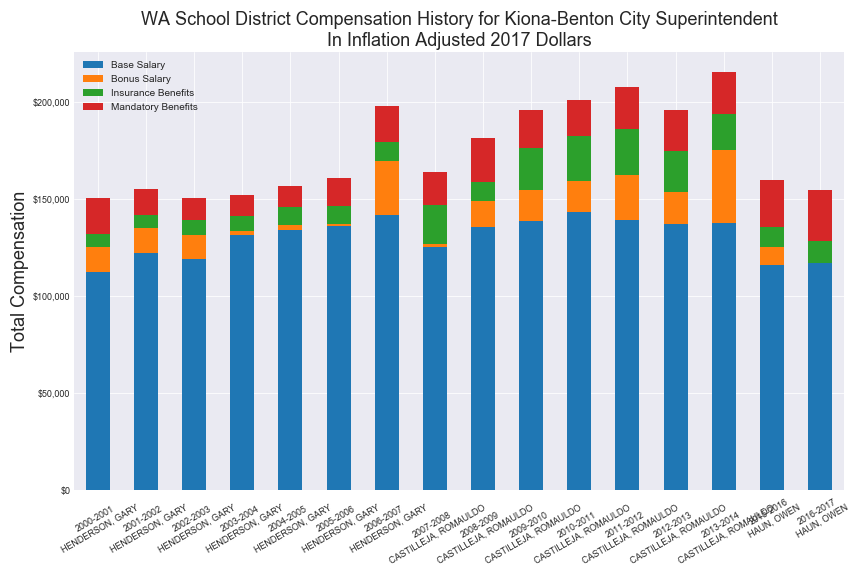 WA School District Compensation History for Kiona-Benton City Superintendent
In Inflation Adjusted 2017 Dollars
Base Salary
Bonus Salary
Insurance Benefits
Mandatory Benefits
Total Compensation
$200,000
$150,000
$100,000
$50,000
$0
2000-2001
HENDERSON, GARY
2001-2002
HENDERSON, GARY
2002-2003
HENDERSON, GARY
2003-2004
HENDERSON, GARY
2004-2005
HENDERSON, GARY
2005-2006
HENDERSON, GARY
2006-2007
HENDERSON, GARY
2007-2008
CASTILLEJA, ROMAULDO
2008-2009
CASTILLEJA, ROMAULDO
2009-2010
CASTILLEJA, ROMAULDO
2010-2011
CASTILLEJA, ROMAULDO
2011-2012
CASTILLEJA, ROMAULDO
2012-2013
CASTILLEJA, ROMAULDO
2013-2014
CASTILLEJA, ROMAULDO
HAUN, OWEN
2016-2017
HAUN, OWEN